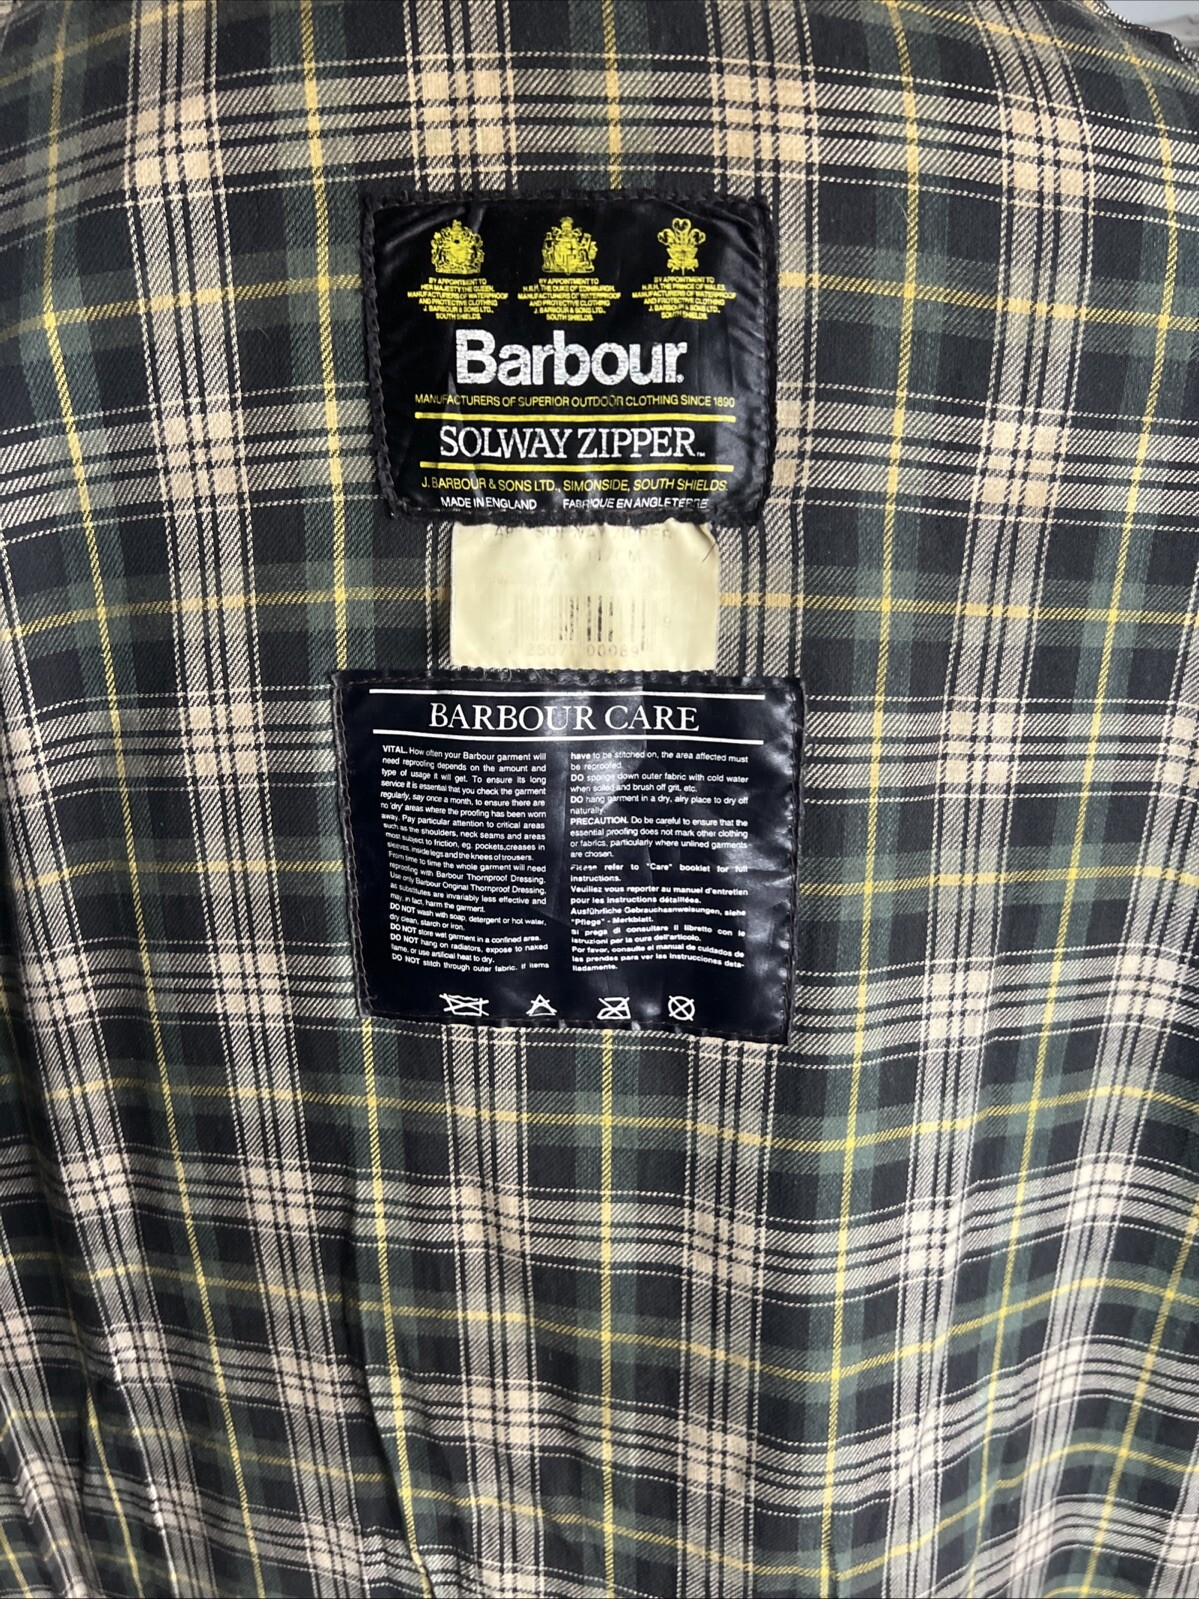 BY APPOINTMENT TO
HER MAJESTY THE QUEEN
MANUFACTURERS OF WATERPROOF
AND PROTECTIVE CLOTHING
J. BARBOUR & SONS LTD.,
SOUTH SHIELDS.
BY APPOINTMENT TO
H.R.H. THE DUKE OF EDINBURGH,
MANUFACTURERS OF WATERPROOF
AND PROTECTIVE CLOTHING
J. BARBOUR & SONS LTD.,
SOUTH SHIELDS.
BY APPOINTMENT TO
H.R.H. THE PRINCE OF WALES,
MANUFACTURERS OF WATERPROOF
AND PROTECTIVE CLOTHING
J. BARBOUR & SONS LTD.,
SOUTH SHIELDS.
Barbour®
MANUFACTURERS OF SUPERIOR OUTDOOR CLOTHING SINCE 1890
SOLWAY ZIPPER™
J. BARBOUR & SONS LTD., SIMONSIDE, SOUTH SHIELDS.
MADE IN ENGLAND FABRIQUE EN ANGLETERRE
SOLWAY ZIPPER
BARBOUR CARE
VITAL. How often your Barbour garment will
need reproofing depends on the amount and
type of usage it will get. To ensure its long
service it is essential that you check the garment
regularly, say once a month, to ensure there are
no 'dry' areas where the proofing has been worn
away. Pay particular attention to critical areas
such as the shoulders, neck seams and areas
most subject to friction, eg. pockets,creases in
sleeves, inside legs and the knees of trousers.
From time to time the whole garment will need
reproofing with Barbour Thornproof Dressing.
Use only Barbour Original Thornproof Dressing,
as substitutes are invariably less effective and
may, in fact, harm the garment.
DO NOT wash with soap, detergent or hot water,
dry clean, starch or iron.
DO NOT store wet garment in a confined area.
DO NOT hang on radiators, expose to naked
flame, or use artificial heat to dry.
DO NOT stitch through outer fabric. If items
have to be stitched on, the area affected must
be reproofed.
DO sponge down outer fabric with cold water
when soiled and brush off grit, etc.
DO hang garment in a dry, airy place to dry off
naturally.
PRECAUTION. Do be careful to ensure that the
essential proofing does not mark other clothing
or fabrics, particularly where unlined garments
are chosen.
Please refer to "Care" booklet for full
instructions.
Veuillez vous reporter au manuel d'entretien
pour les instructions détaillées.
Ausführliche Gebrauchsanweisungen, siehe
"Pflege" - Merkblatt.
Si prega di consultare il libretto con le
istruzioni per la cura dell'articolo.
Por favor, consulte el manual de cuidados de
las prendas para ver las instrucciones deta-
lladamente.